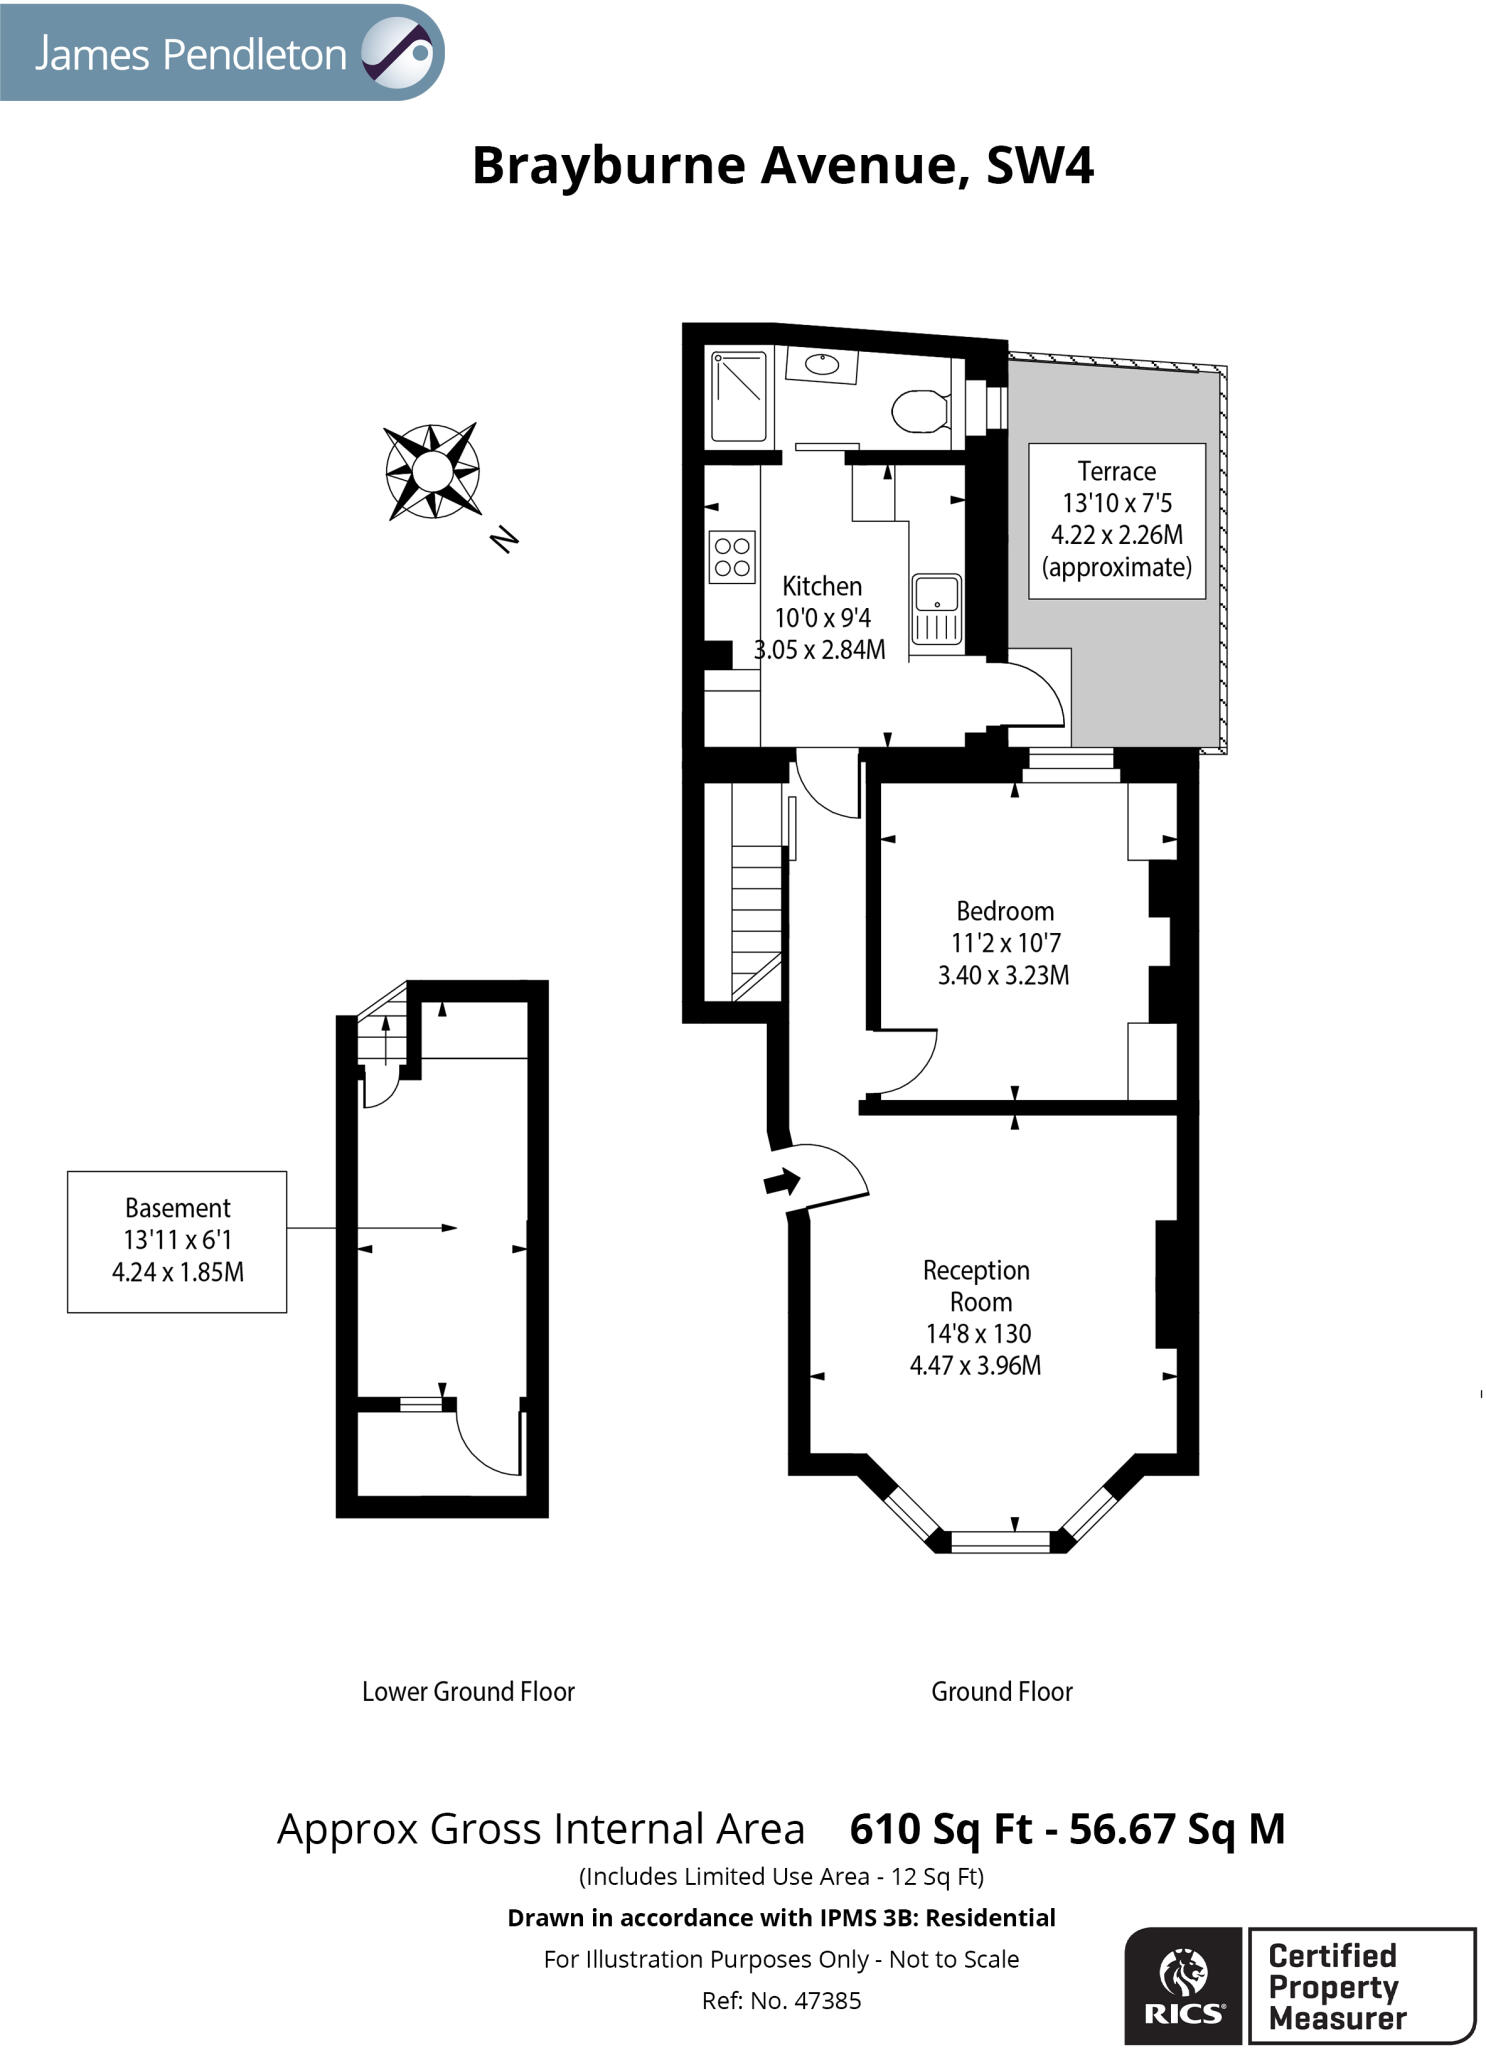 James Pendleton
Brayburne Avenue, SW4
N
Terrace
13'10 x 7'5
4.22 x 2.26M
(approximate)
Kitchen
10'0 x 9'4
3.05 x 2.84M
Bedroom
11'2 x 10'7
3.40 x 3.23M
Basement
13'11 x 6'1
4.24 x 1.85M
Reception
Room
14'8 x 130
4.47 x 3.96M
Lower Ground Floor
Ground Floor
Approx Gross Internal Area 610 Sq Ft - 56.67 Sq M
(Includes Limited Use Area - 12 Sq Ft)
Drawn in accordance with IPMS 3B: Residential
For Illustration Purposes Only - Not to Scale
Ref: No. 47385
RICS®
Certified
Property
Measurer